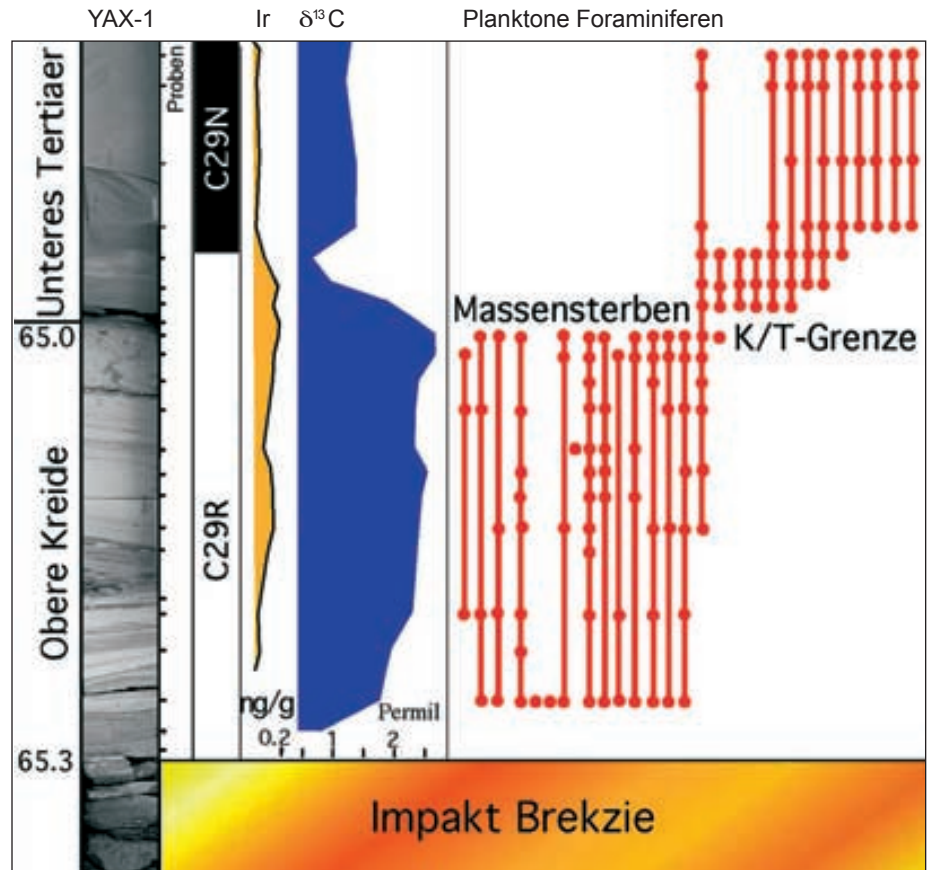 YAX-1 Ir δ¹³C Planktone Foraminiferen
Proben
Unteres Tertiaer
C29N
Massensterben
65.0
K/T-Grenze
Obere Kreide
C29R
ng/g
Permil
0.2 1 2
65.3
Impakt Brekzie